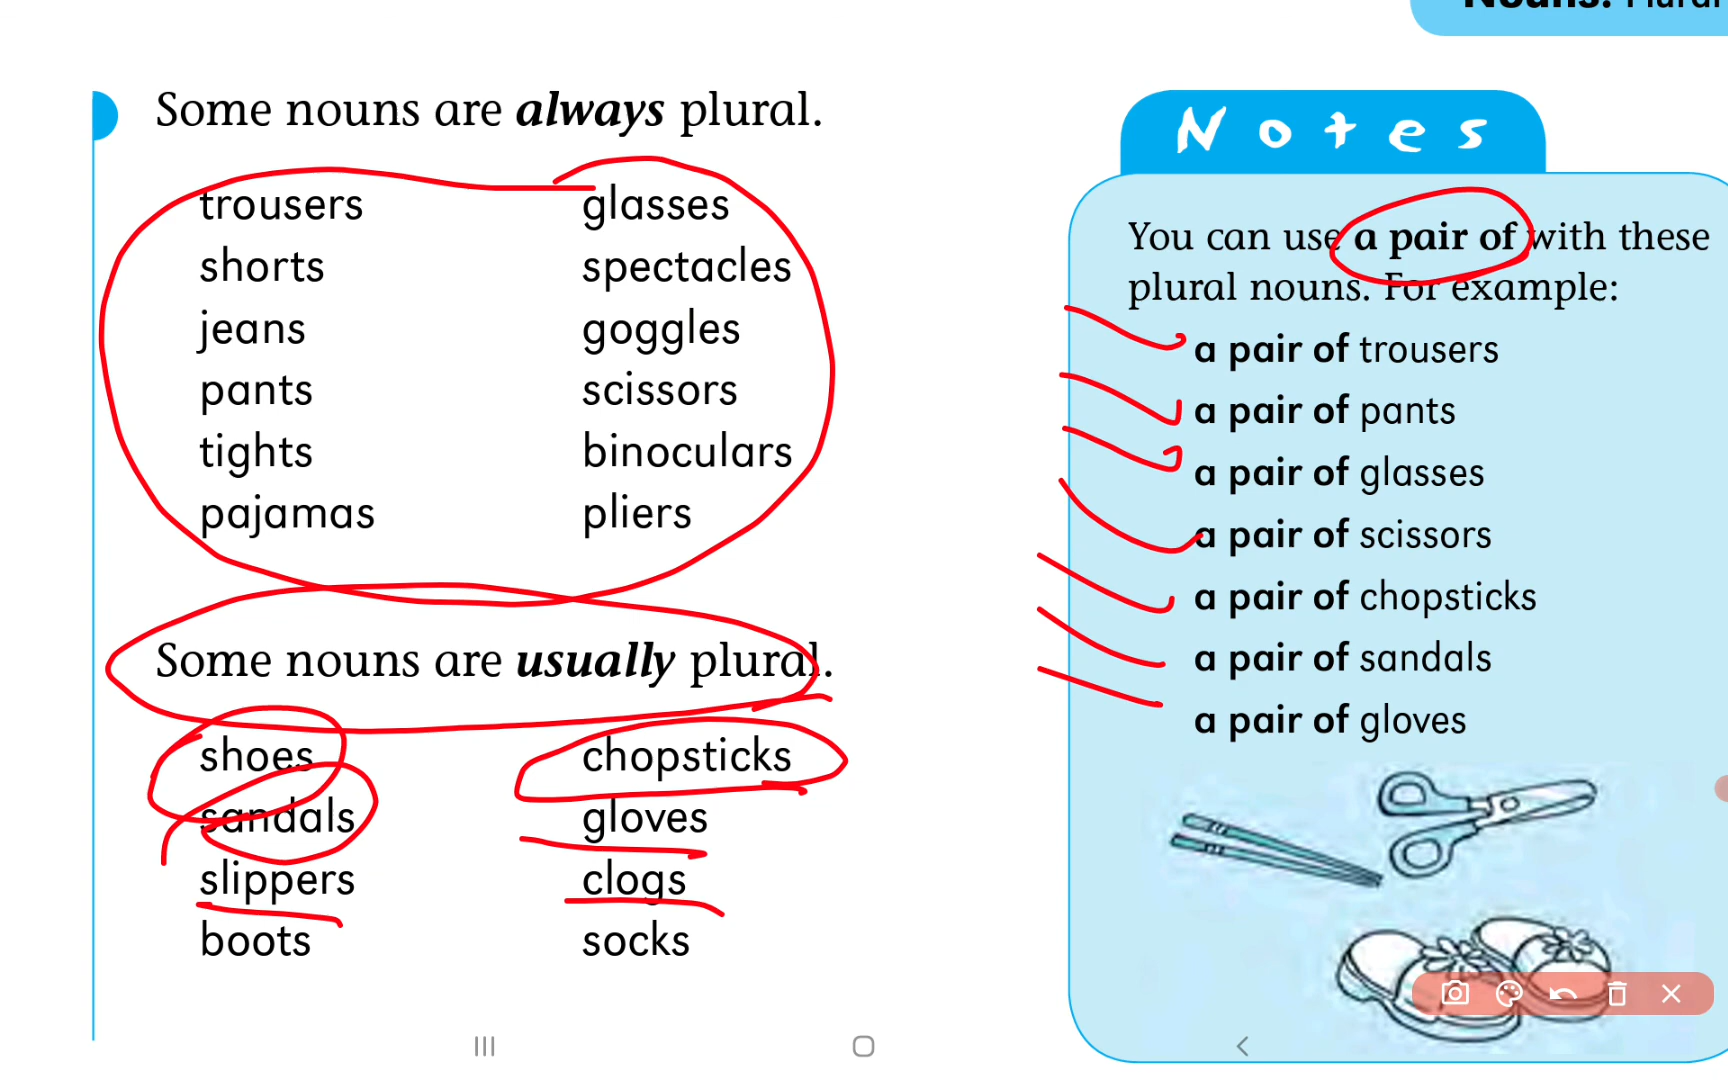 Nouns: Plural
Some nouns are always plural.
trousers glasses
shorts spectacles
jeans goggles
pants scissors
tights binoculars
pajamas pliers
Some nouns are usually plural.
shoes chopsticks
sandals gloves
slippers clogs
boots socks
Notes
You can use a pair of with these
plural nouns. For example:
a pair of trousers
a pair of pants
a pair of glasses
a pair of scissors
a pair of chopsticks
a pair of sandals
a pair of gloves